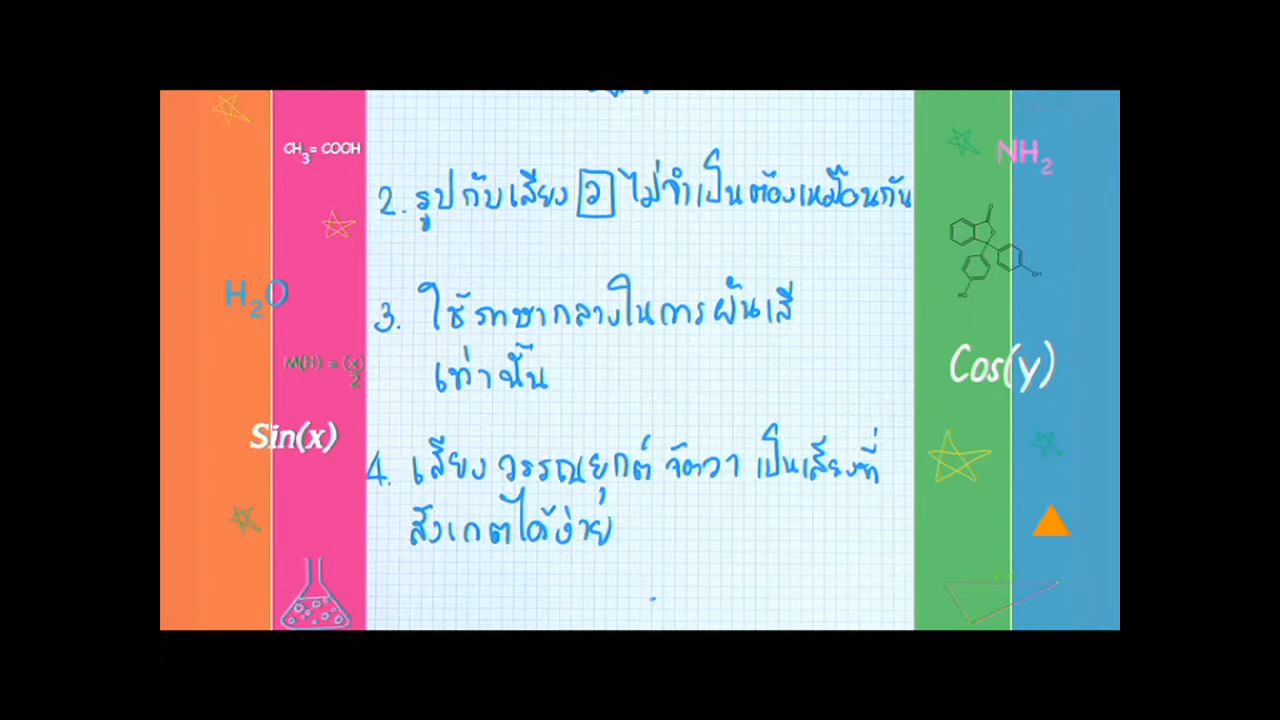 CH3= COOH
H2O
M(H) = (x)
2
Sin(x)
2. รูปกับเสียง ว ไม่จำเป็นต้องเหมือนกัน
3. ใช้ภาษากลางในการผันเสี
เท่านั้น
4. เสียง วรรณยุกต์ จัตวา เป็นเสียงที่
สังเกตได้ง่าย
NH2
OH
HO
Cos(y)